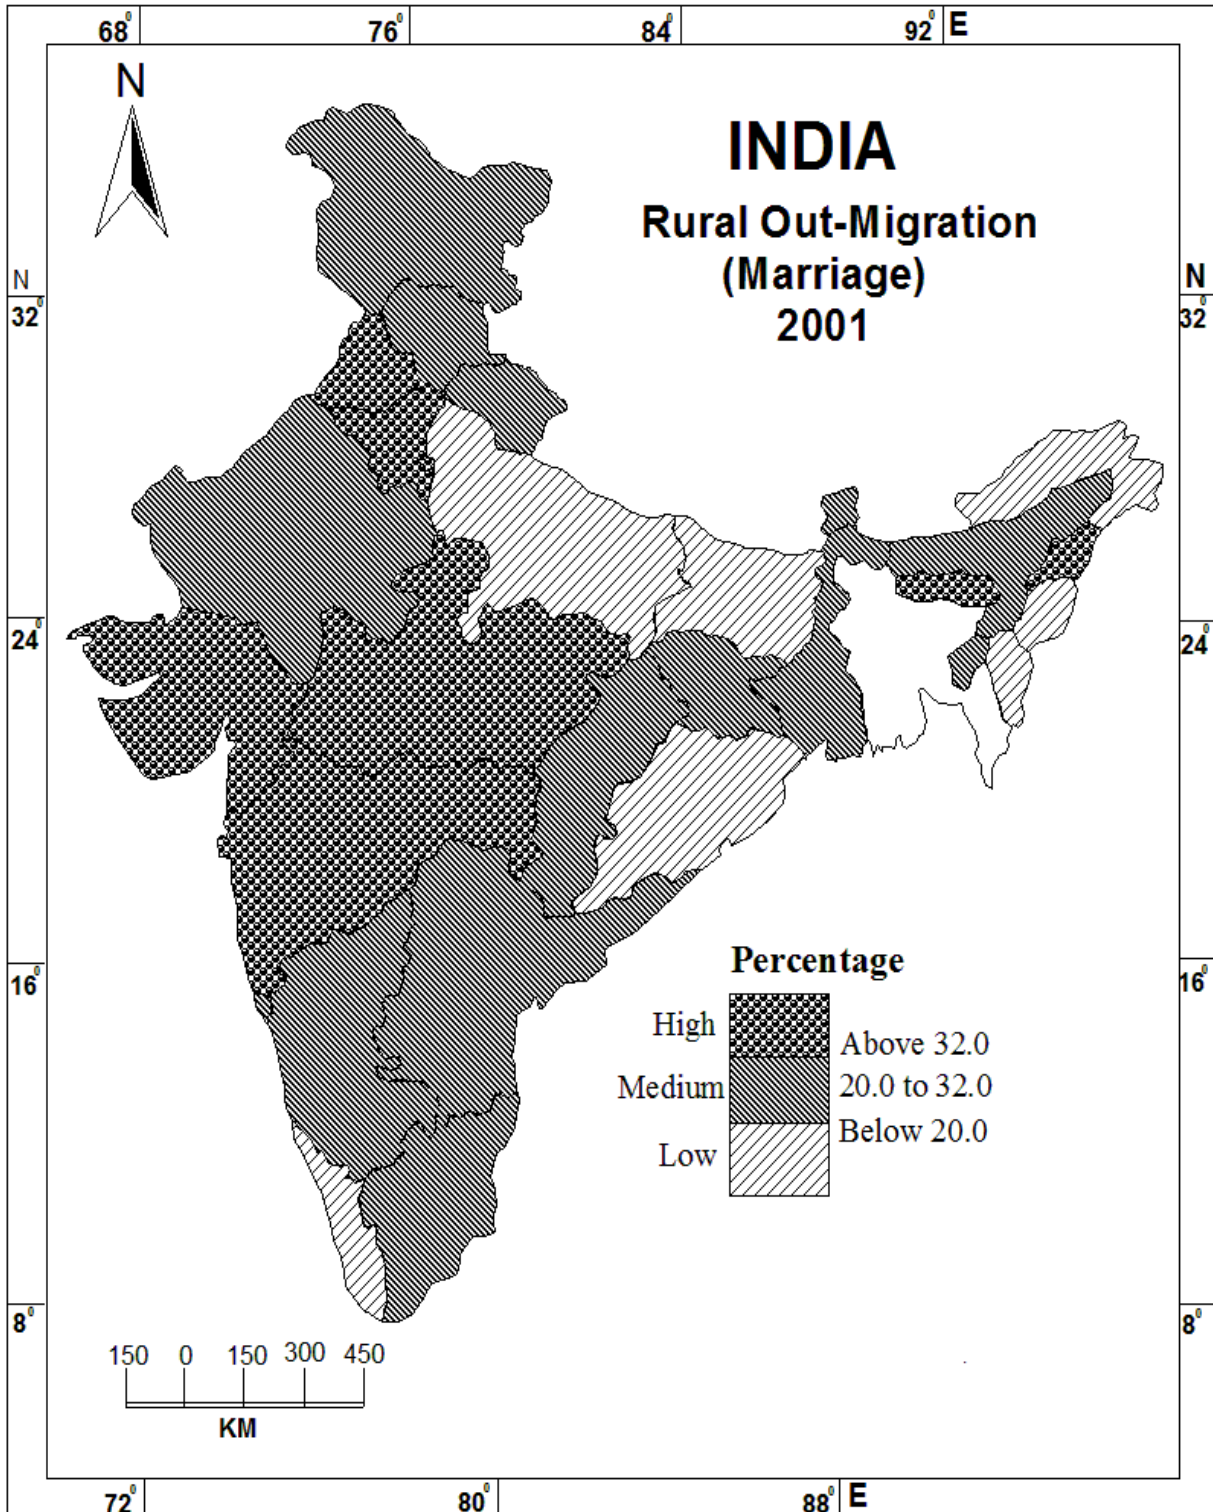 68° 76° 84° 92° E
N
INDIA
Rural Out-Migration
(Marriage)
2001
N N
32° 32°
24° 24°
16° 16°
Percentage
High
Above 32.0
Medium
20.0 to 32.0
Below 20.0
Low
8° 8°
150 0 150 300 450
KM
72° 80° 88° E